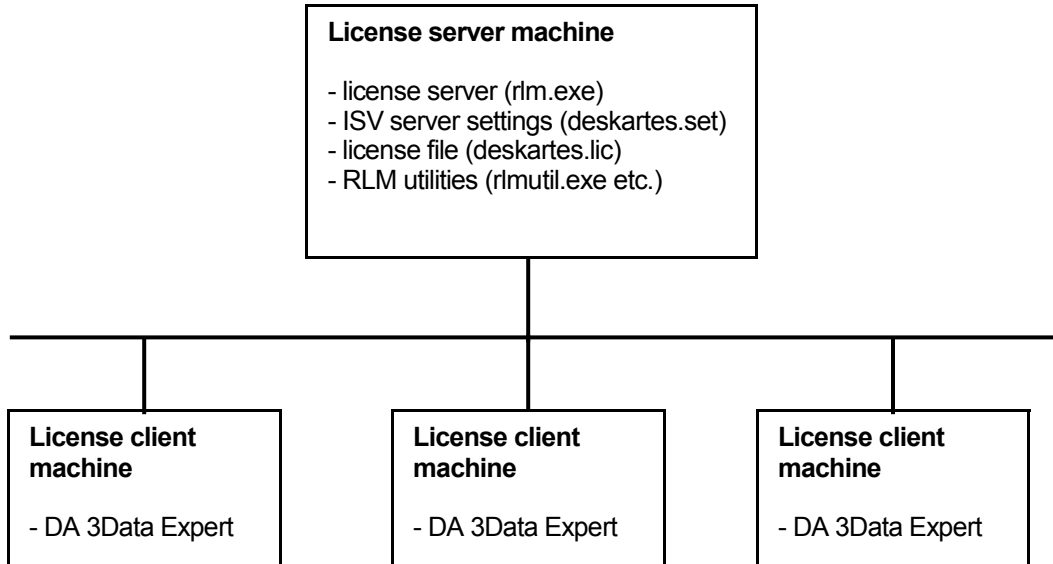 License server machine
- license server (rlm.exe)
- ISV server settings (deskartes.set)
- license file (deskartes.lic)
- RLM utilities (rlmutil.exe etc.)
License client
machine
- DA 3Data Expert
License client
machine
- DA 3Data Expert
License client
machine
- DA 3Data Expert